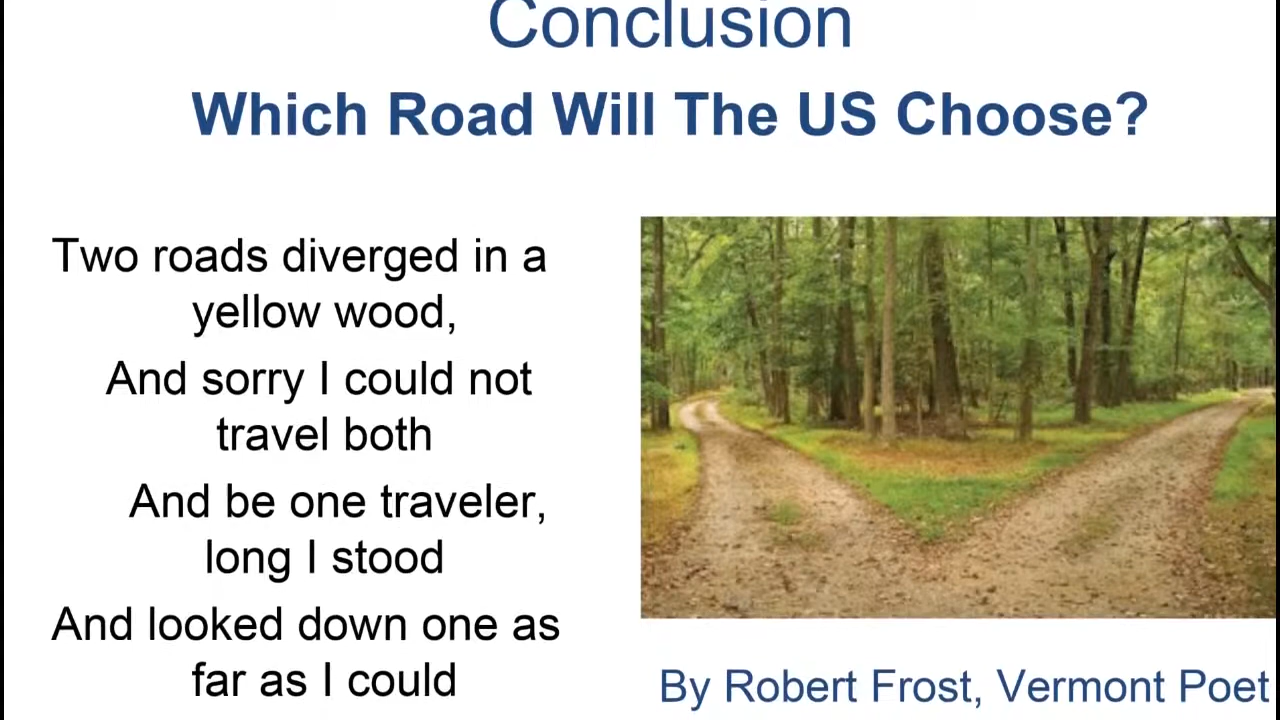 Conclusion
Which Road Will The US Choose?
Two roads diverged in a
yellow wood,
And sorry I could not
travel both
And be one traveler,
long I stood
And looked down one as
far as I could
By Robert Frost, Vermont Poet